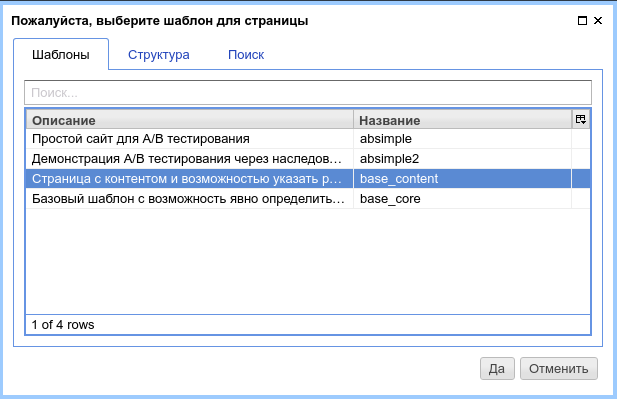 Пожалуйста, выберите шаблон для страницы
Шаблоны Структура Поиск
Поиск...
Описание Название
Простой сайт для A/B тестирования absimple
Демонстрация A/B тестирования через наследов... absimple2
Страница с контентом и возможностью указать р... base_content
Базовый шаблон с возможность явно определить... base_core
1 of 4 rows
Да Отменить